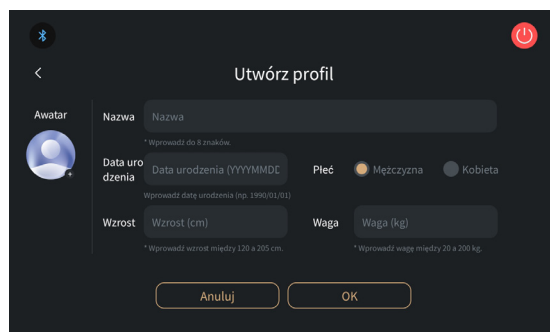 Utwórz profil
Awatar
Nazwa
Nazwa
* Wprowadź do 8 znaków.
Data uro
dzenia
Data urodzenia (YYYYMMDD
Płeć
Mężczyzna
Kobieta
Wprowadź datę urodzenia (np. 1990/01/01)
Wzrost
Wzrost (cm)
Waga
Waga (kg)
* Wprowadź wzrost między 120 a 205 cm.
* Wprowadź wagę między 20 a 200 kg.
Anuluj
OK